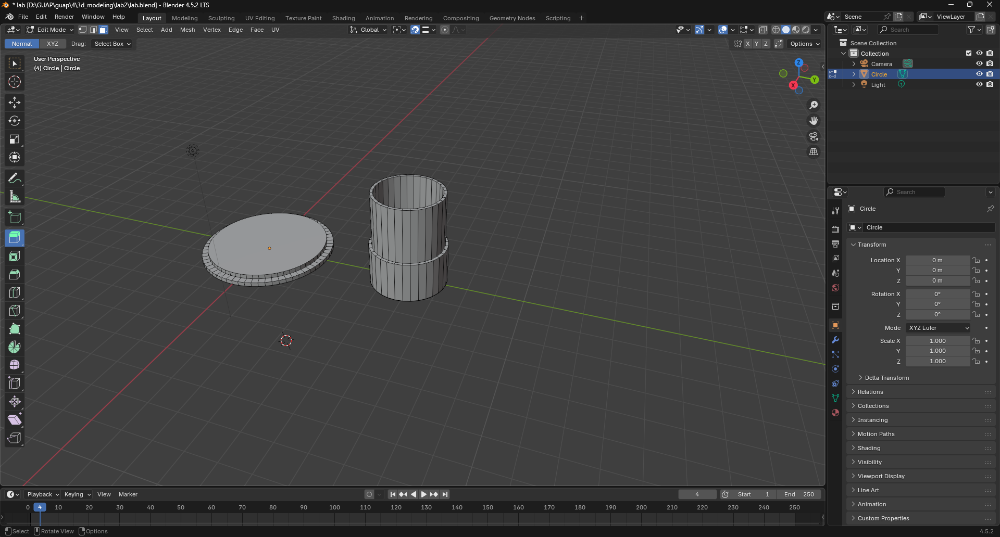 * lab [D:\GUAP\guap\4\3d_modeling\lab2\lab.blend] - Blender 4.5.2 LTS
File Edit Render Window Help Layout Modeling Sculpting UV Editing Texture Paint Shading Animation Rendering Compositing Geometry Nodes Scripting + Scene ViewLayer
Edit Mode View Select Add Mesh Vertex Edge Face UV Global Search
Normal XYZ Drag: Select Box X Y Z Options
Scene Collection
Collection
Camera
Circle
Light
User Perspective
(4) Circle | Circle
Z
Y
X
Search
Circle
Circle
Transform
Location X 0 m
Y 0 m
Z 0 m
Rotation X 0°
Y 0°
Z 0°
Mode XYZ Euler
Scale X 1.000
Y 1.000
Z 1.000
Delta Transform
Relations
Collections
Instancing
Motion Paths
Shading
Visibility
Viewport Display
Line Art
Animation
Custom Properties
Playback Keying View Marker 4 Start 1 End 250
0 4 10 20 30 40 50 60 70 80 90 100 110 120 130 140 150 160 170 180 190 200 210 220 230 240 250
Select Rotate View Options 4.5.2